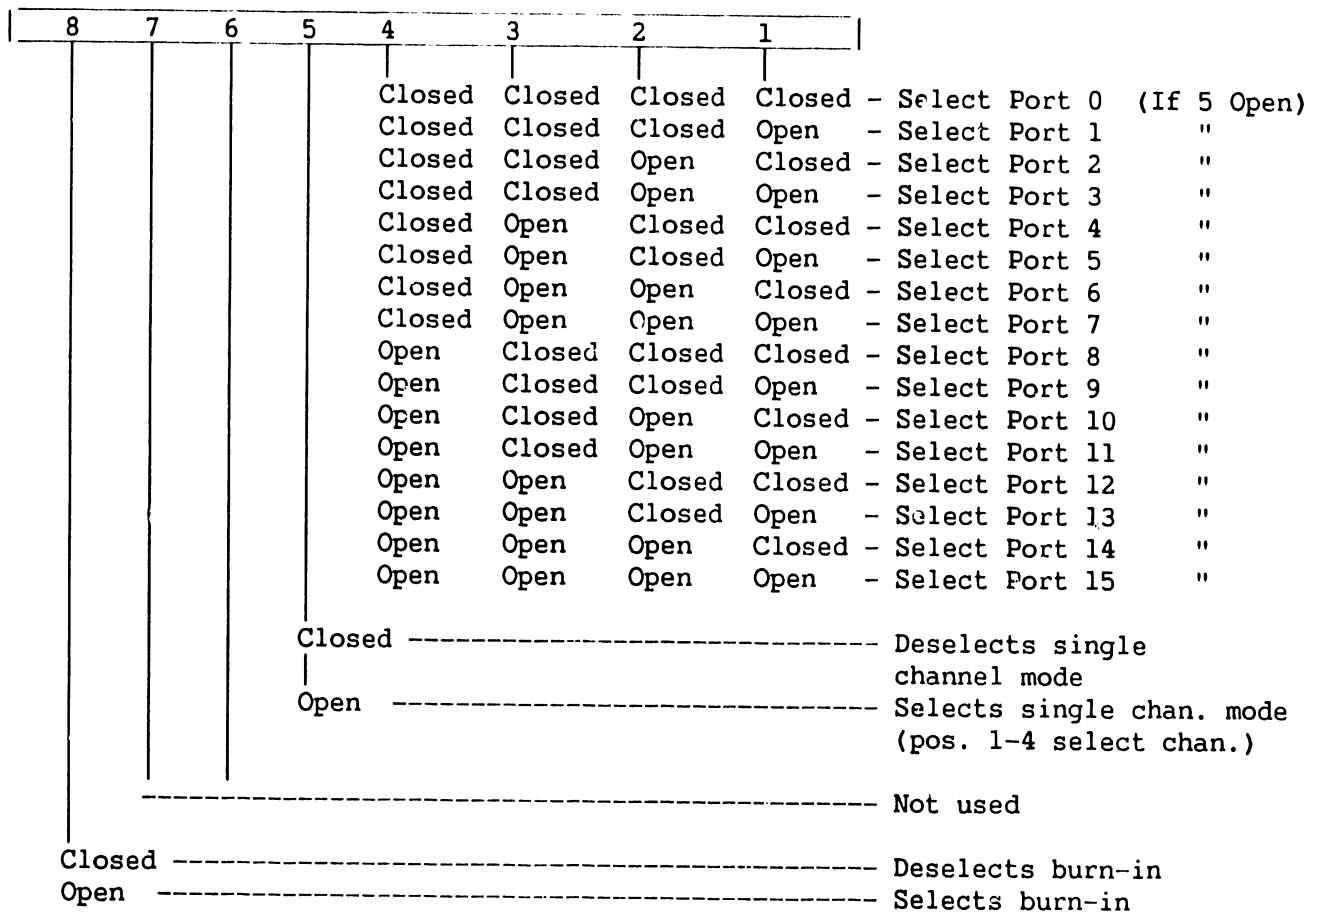 8 7 6 5 4 3 2 1
Closed Closed Closed Closed - Select Port 0 (If 5 Open)
Closed Closed Closed Open - Select Port 1 "
Closed Closed Open Closed - Select Port 2 "
Closed Closed Open Open - Select Port 3 "
Closed Open Closed Closed - Select Port 4 "
Closed Open Closed Open - Select Port 5 "
Closed Open Open Closed - Select Port 6 "
Closed Open Open Open - Select Port 7 "
Open Closed Closed Closed - Select Port 8 "
Open Closed Closed Open - Select Port 9 "
Open Closed Open Closed - Select Port 10 "
Open Closed Open Open - Select Port 11 "
Open Open Closed Closed - Select Port 12 "
Open Open Closed Open - Select Port 13 "
Open Open Open Closed - Select Port 14 "
Open Open Open Open - Select Port 15 "
Closed ---------------------------- Deselects single
channel mode
Open ----------------------------- Selects single chan. mode
(pos. 1-4 select chan.)
---------------------------------------------- Not used
Closed -------------------------------------------- Deselects burn-in
Open --------------------------------------------- Selects burn-in